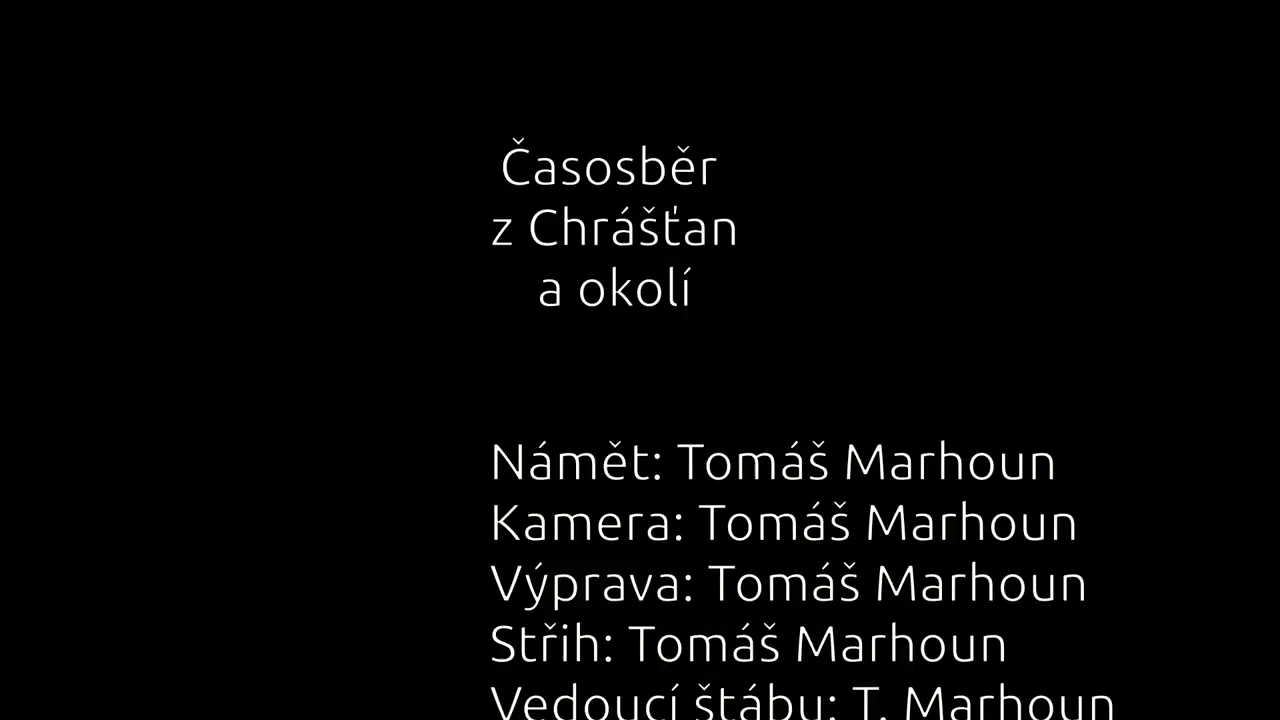 Časosběr
z Chrášťan
a okolí
Námět: Tomáš Marhoun
Kamera: Tomáš Marhoun
Výprava: Tomáš Marhoun
Střih: Tomáš Marhoun
Vedoucí štábu: T. Marhoun